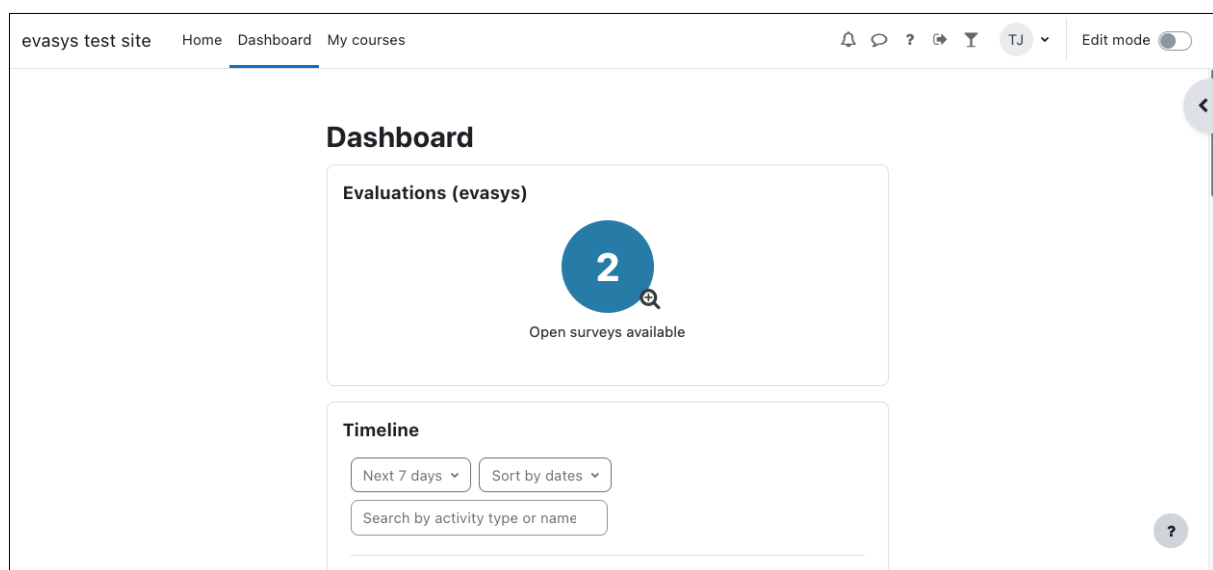 evasys test site Home Dashboard My courses ? TJ Edit mode
Dashboard
Evaluations (evasys)
2
Open surveys available
Timeline
Next 7 days Sort by dates
Search by activity type or name
?